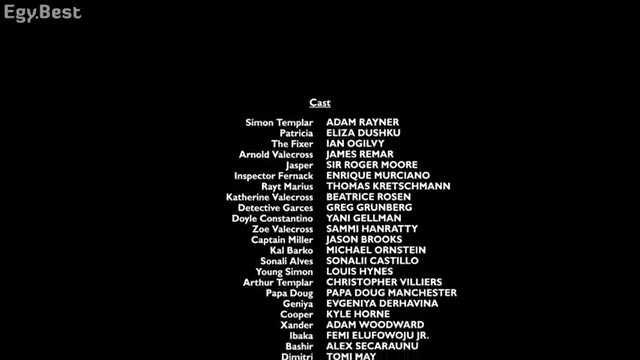 Egy.Best
Cast
Simon Templar ADAM RAYNER
Patricia ELIZA DUSHKU
The Fixer IAN OGILVY
Arnold Valecross JAMES REMAR
Jasper SIR ROGER MOORE
Inspector Fernack ENRIQUE MURCIANO
Rayt Marius THOMAS KRETSCHMANN
Katherine Valecross BEATRICE ROSEN
Detective Garces GREG GRUNBERG
Doyle Constantino YANI GELLMAN
Zoe Valecross SAMMI HANRATTY
Captain Miller JASON BROOKS
Kal Barko MICHAEL ORNSTEIN
Sonali Alves SONALII CASTILLO
Young Simon LOUIS HYNES
Arthur Templar CHRISTOPHER VILLIERS
Papa Doug PAPA DOUG MANCHESTER
Geniya EVGENIYA DERHAVINA
Cooper KYLE HORNE
Xander ADAM WOODWARD
Ibaka FEMI ELUFOWOJU JR.
Bashir ALEX SECARAUNU
Dimitri TOMI MAY